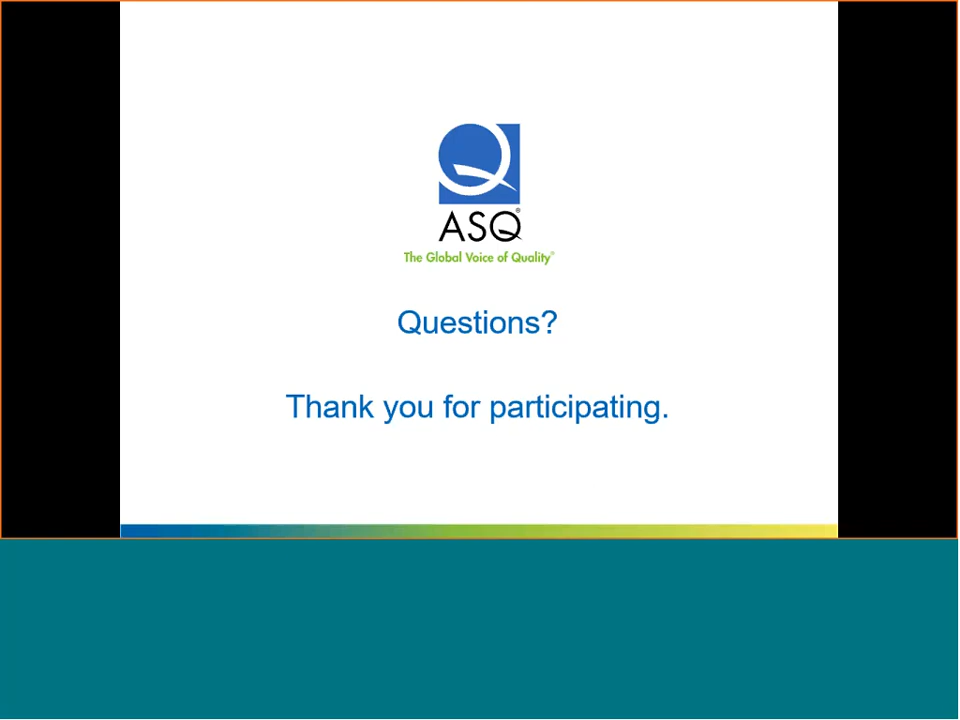 ASQ®
The Global Voice of Quality®
Questions?
Thank you for participating.